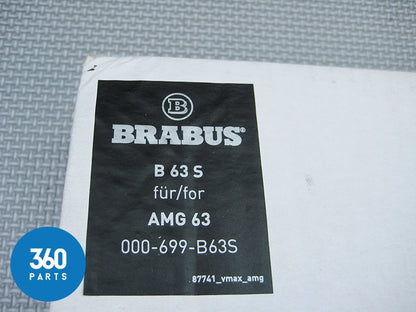 B
BRABUS®
B 63 S
für/for
AMG 63
000-699-B63S
87741_vmax_amg
360
PARTS